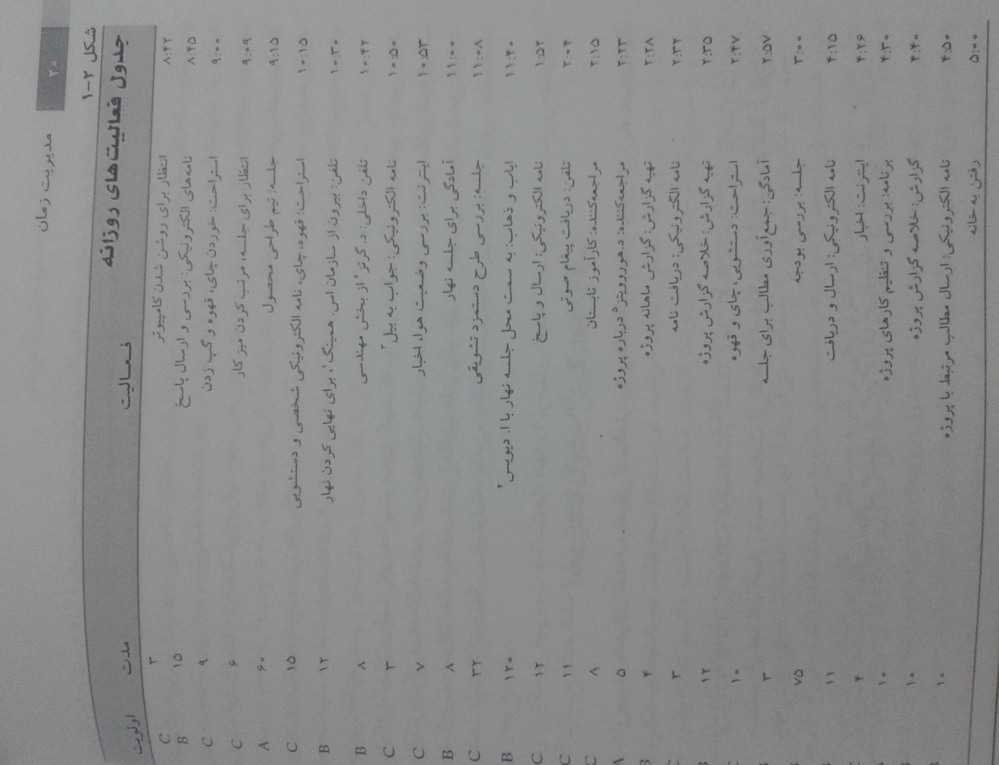 ۲۰ مدیریت زمان
شکل ۲-۱
جدول فعالیت‌های روزانه
فعالیت مدت اولویت
۸:۴۲ انتظار برای روشن شدن کامپیوتر ۳ C
۸:۴۵ نامه‌های الکترونیکی: بررسی و ارسال پاسخ ۱۵ B
۹:۰۰ استراحت: خوردن چای، قهوه و گپ زدن ۹ C
۹:۰۹ انتظار برای جلسه، مرتب کردن میز کار ۶ C
۹:۱۵ جلسه: تیم طراحی محصول ۶۰ A
۱۰:۱۵ استراحت: قهوه، چای، نامه الکترونیکی شخصی و دستشویی ۱۵ C
۱۰:۳۰ تلفن: بیرون از سازمان اس. همینگ۱، برای نهایی کردن نهار ۱۲ B
۱۰:۴۲ تلفن داخلی: د. گرتز۲ از بخش مهندسی ۸ B
۱۰:۵۰ نامه الکترونیکی: جواب به بیل۳ ۳ C
۱۰:۵۳ اینترنت: بررسی وضعیت هوا، اخبار ۷ C
۱۱:۰۰ آمادگی برای جلسه نهار ۸ B
۱۱:۰۸ جلسه: بررسی طرح دستمزد تشویقی ۳۲ C
۱۱:۴۰ ایاب و ذهاب: به سمت محل جلسه نهار با ا. دیویس۴ ۱۲۰ B
۱:۵۲ نامه الکترونیکی: ارسال و پاسخ ۱۲ C
۲:۰۴ تلفن: دریافت پیغام صوتی ۱۱ C
۲:۱۵ مراجعه‌کننده: کارآموز تابستان ۸ C
۲:۲۳ مراجعه‌کننده: د.هوروویتز۵ درباره پروژه ۵ A
۲:۲۸ تهیه گزارش: گزارش ماهانه پروژه ۴ B
۲:۳۲ نامه الکترونیکی: دریافت نامه ۳ C
۲:۳۵ تهیه گزارش: خلاصه گزارش پروژه ۱۲ B
۲:۴۷ استراحت: دستشویی، چای و قهوه ۱۰
۲:۵۷ آمادگی: جمع‌آوری مطالب برای جلسه ۳
۳:۰۰ جلسه: بررسی بودجه ۷۵
۴:۱۵ نامه الکترونیکی: ارسال و دریافت ۱۱
۴:۲۶ اینترنت: اخبار ۴
۴:۳۰ برنامه: بررسی و تنظیم کارهای پروژه ۱۰
۴:۴۰ گزارش: خلاصه گزارش پروژه ۱۰
۴:۵۰ نامه الکترونیکی: ارسال مطالب مرتبط با پروژه ۱۰
۵:۰۰ رفتن به خانه